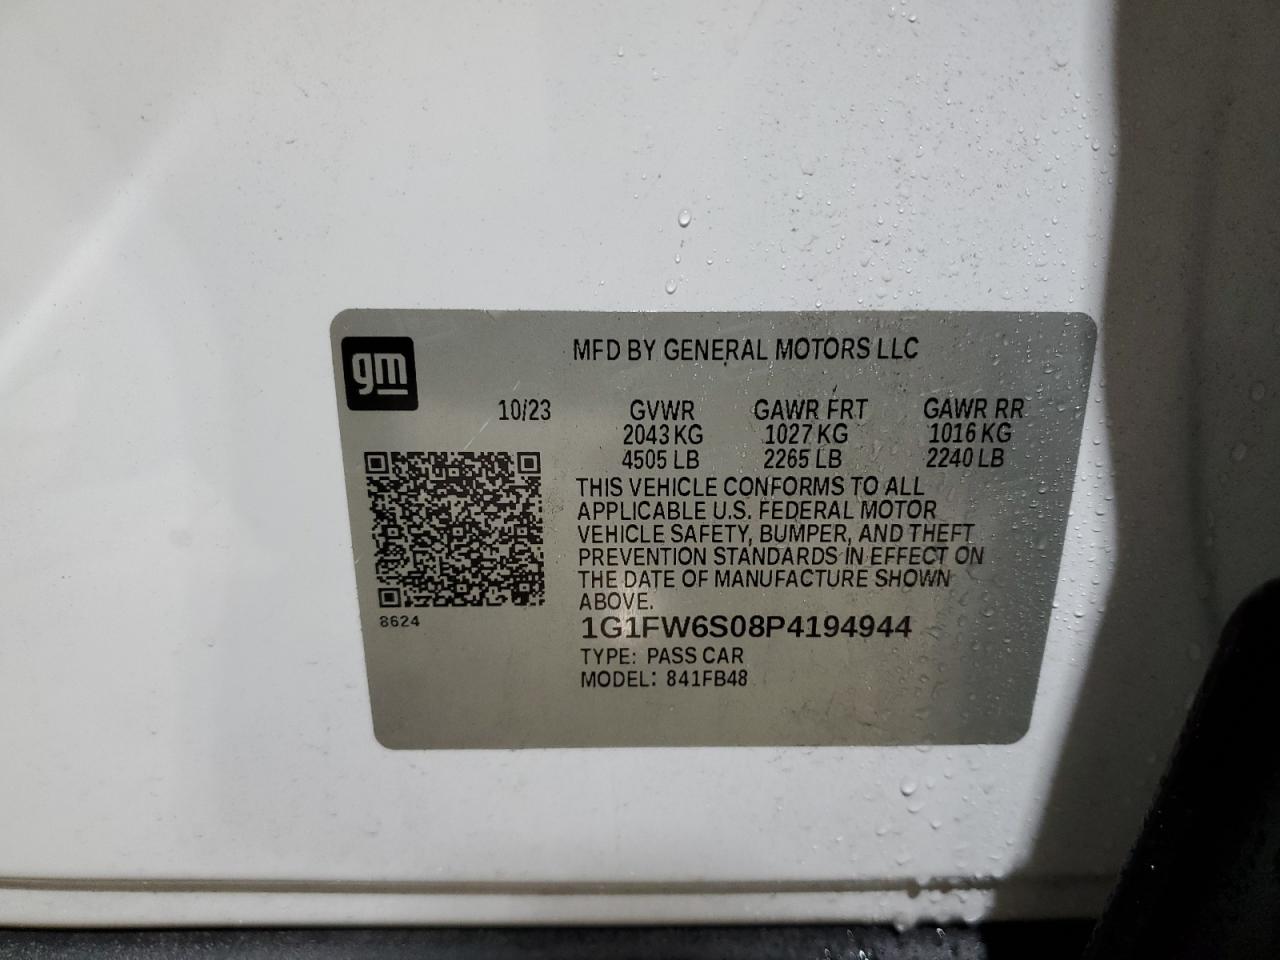 gm
MFD BY GENERAL MOTORS LLC
10/23 GVWR GAWR FRT GAWR RR
2043 KG 1027 KG 1016 KG
4505 LB 2265 LB 2240 LB
THIS VEHICLE CONFORMS TO ALL
APPLICABLE U.S. FEDERAL MOTOR
VEHICLE SAFETY, BUMPER, AND THEFT
PREVENTION STANDARDS IN EFFECT ON
THE DATE OF MANUFACTURE SHOWN
ABOVE.
8624
1G1FW6S08P4194944
TYPE: PASS CAR
MODEL: 841FB48